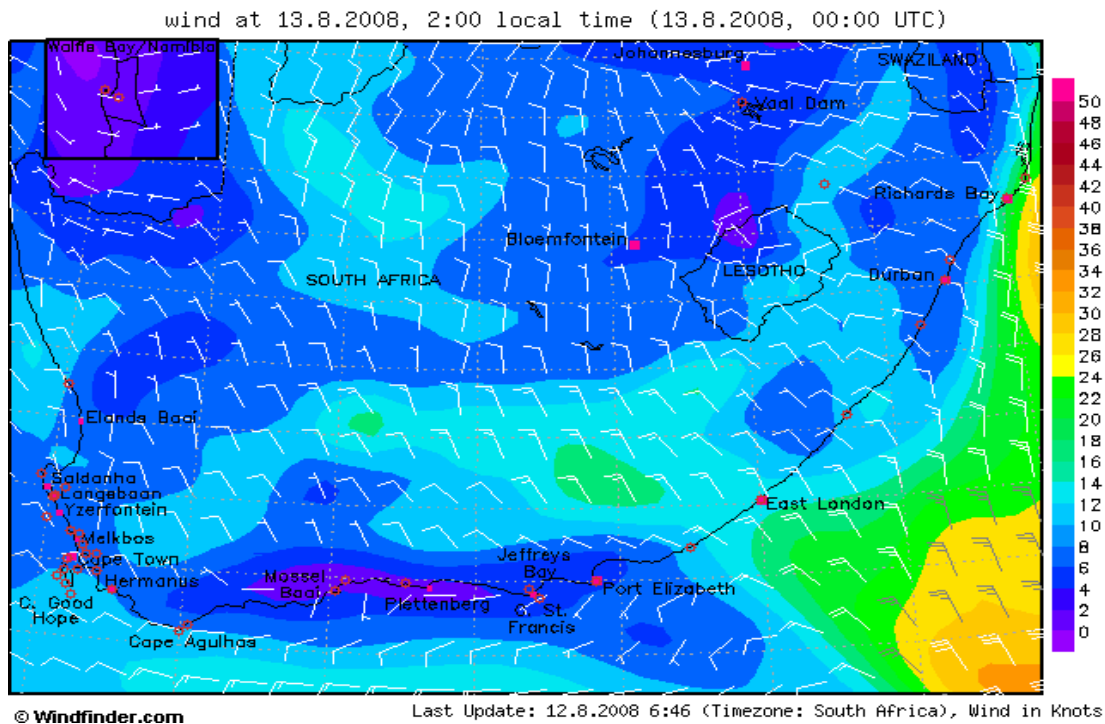 wind at 13.8.2008, 2:00 local time (13.8.2008, 00:00 UTC)
Walfis Bay/Namibia
Johannesburg
SWAZILAND
Vaal Dam
Richards Bay
Bloemfontein
LESOTHO
SOUTH AFRICA
Durban
Elands Baai
Saldanha
Langebaan
Yzerfontein
East London
Melkbos
Cape Town
Jeffreys
Bay
Hermanus
Mossel
Baai
Plettenberg
Port Elizabeth
C. Good
Hope
C. St.
Francis
Cape Agulhas
50
48
46
44
42
40
38
36
34
32
30
28
26
24
22
20
18
16
14
12
10
8
6
4
2
0
© Windfinder.com
Last Update: 12.8.2008 6:46 (Timezone: South Africa), Wind in Knots